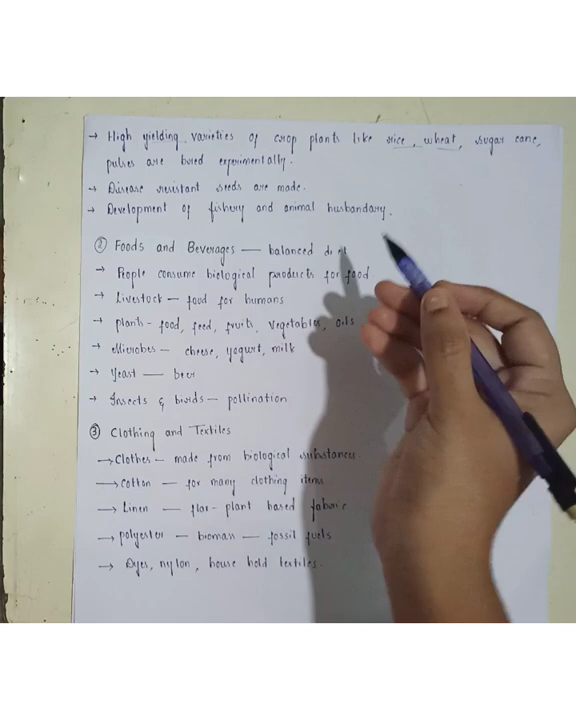 → High yielding varieties of crop plants like rice, wheat, sugar cane,
pulses are bred experimentally.
→ Disease resistant seeds are made.
→ Development of fishery and animal husbandary.
② Foods and Beverages — balanced diet
→ People consume biological products for food
→ Livestock — food for humans
→ plants - food, feed, fruits, vegetables, oils
→ Microbes — cheese, yogurt, milk
→ Yeast — beer
→ Insects & birds — pollination
③ Clothing and Textiles
→ Clothes — made from biological substances
→ Cotton — for many clothing items
→ Linen — flax - plant based fabric
→ polyester — biomass — fossil fuels
→ Dyes, nylon, house hold textiles.